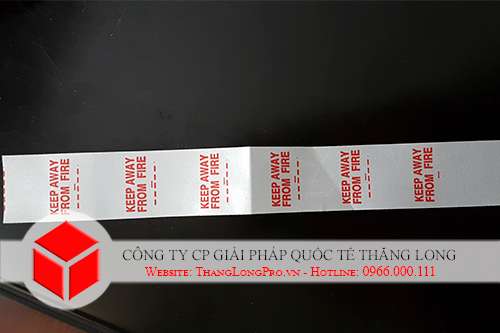 KEEP AWAY
FROM FIRE
KEEP AWAY
FROM FIRE
KEEP AWAY
FROM FIRE
KEEP AWAY
FROM FIRE
KEEP AWAY
FROM FIRE
KEEP AWAY
FROM FIRE
CÔNG TY CP GIẢI PHÁP QUỐC TẾ THĂNG LONG
Website: ThangLongPro.vn - Hotline: 0966.000.111